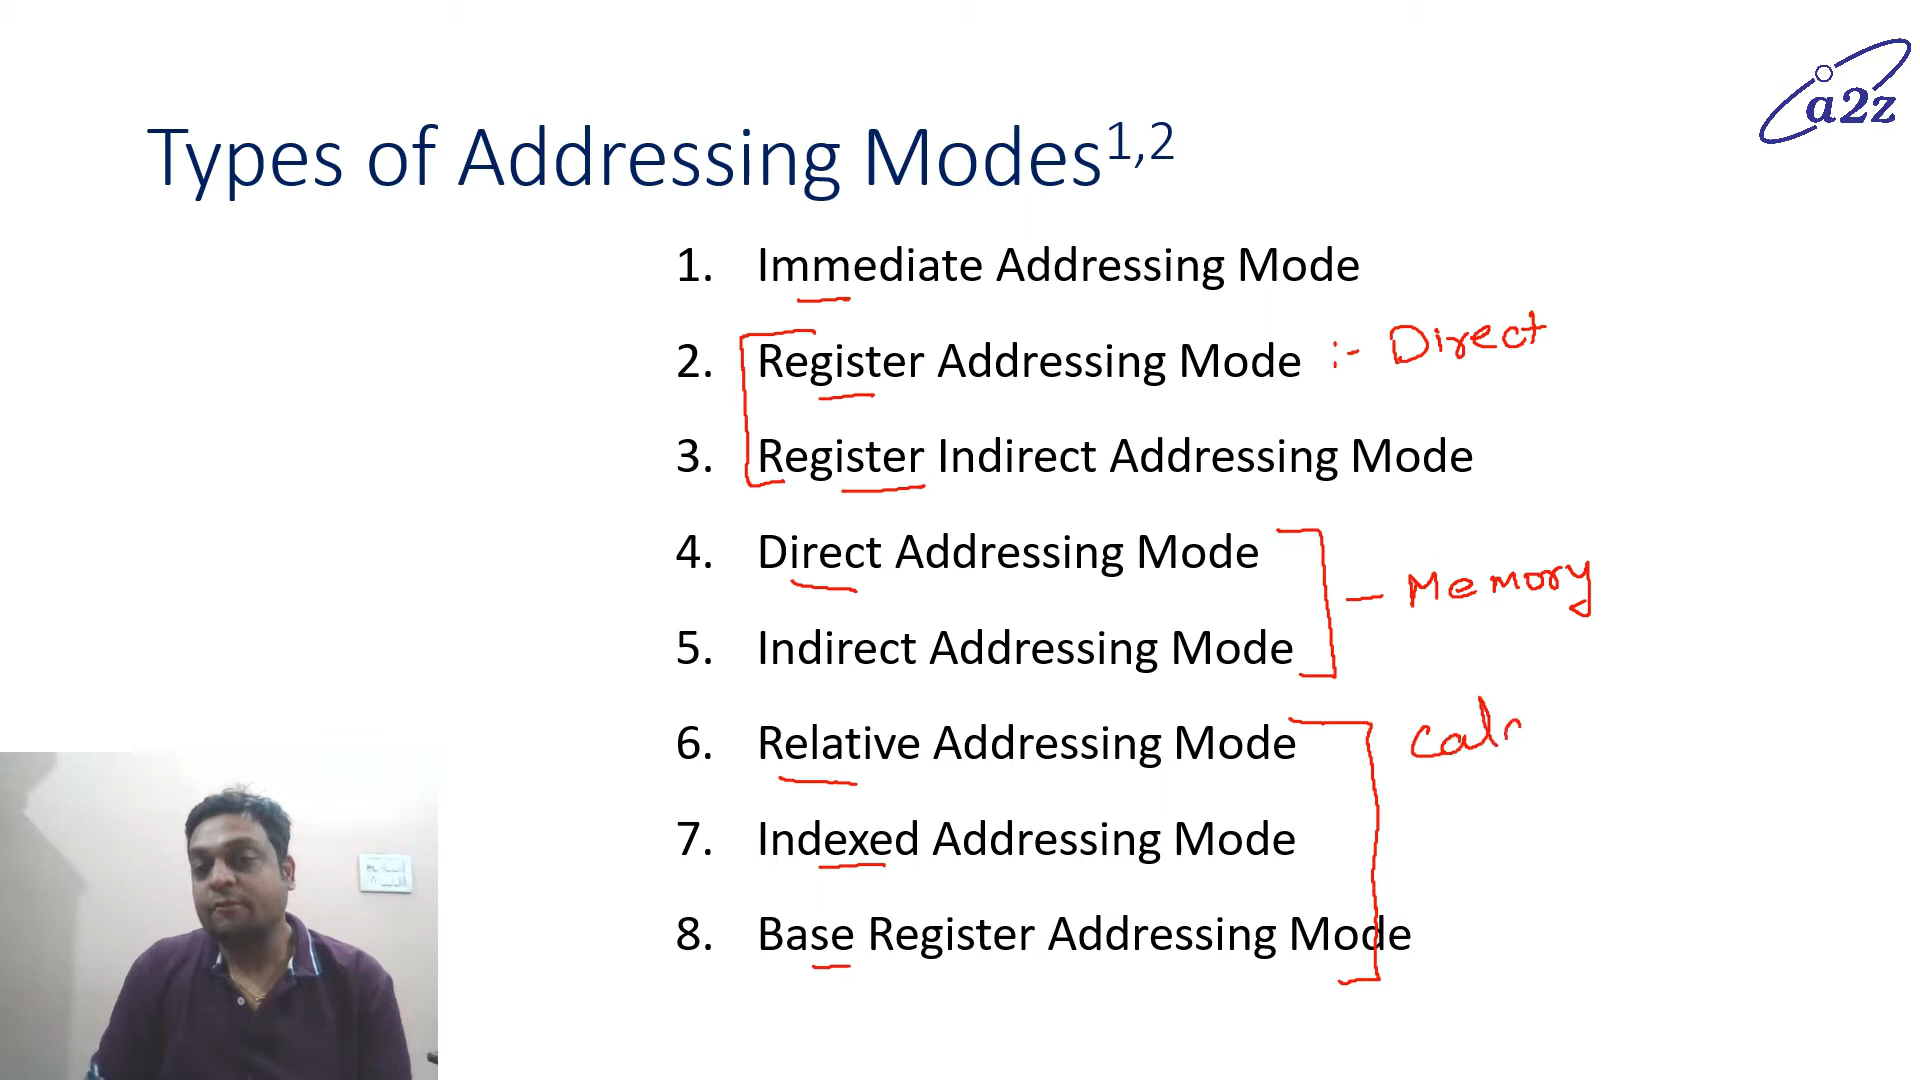 a2z
Types of Addressing Modes1,2
1. Immediate Addressing Mode
2. Register Addressing Mode :- Direct
3. Register Indirect Addressing Mode
4. Direct Addressing Mode
- Memory
5. Indirect Addressing Mode
6. Relative Addressing Mode
7. Indexed Addressing Mode
8. Base Register Addressing Mode